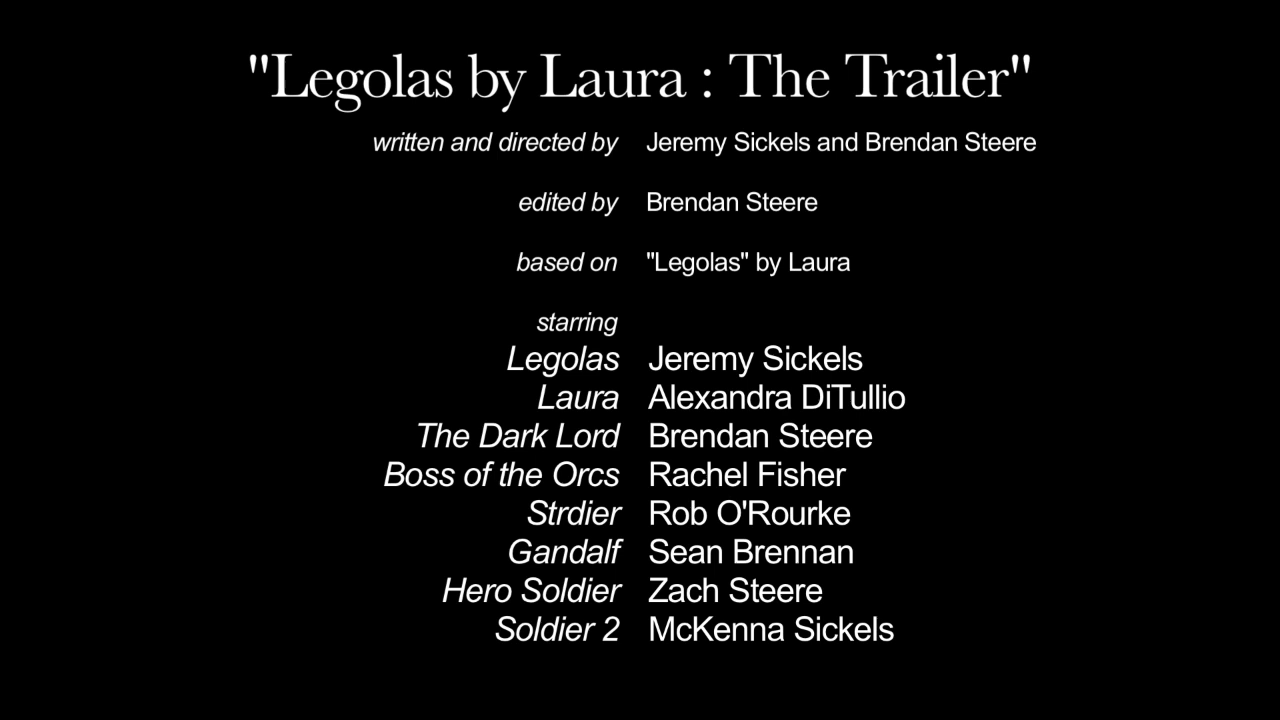 "Legolas by Laura : The Trailer"
written and directed by Jeremy Sickels and Brendan Steere
edited by Brendan Steere
based on "Legolas" by Laura
starring
Legolas Jeremy Sickels
Laura Alexandra DiTullio
The Dark Lord Brendan Steere
Boss of the Orcs Rachel Fisher
Strdier Rob O'Rourke
Gandalf Sean Brennan
Hero Soldier Zach Steere
Soldier 2 McKenna Sickels